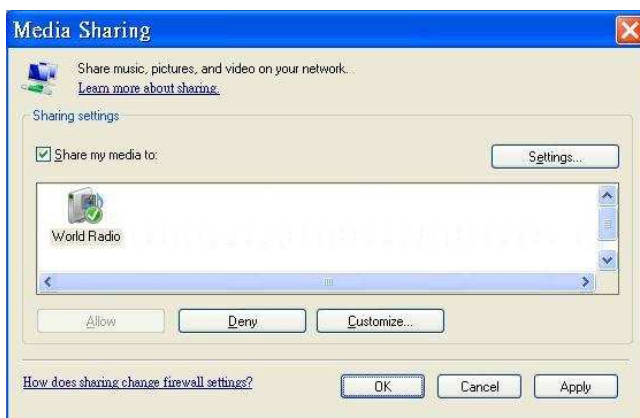 Media Sharing
Share music, pictures, and video on your network.
Learn more about sharing.
Sharing settings
Share my media to:
Settings...
World Radio
Allow
Deny
Customize...
How does sharing change firewall settings?
OK
Cancel
Apply